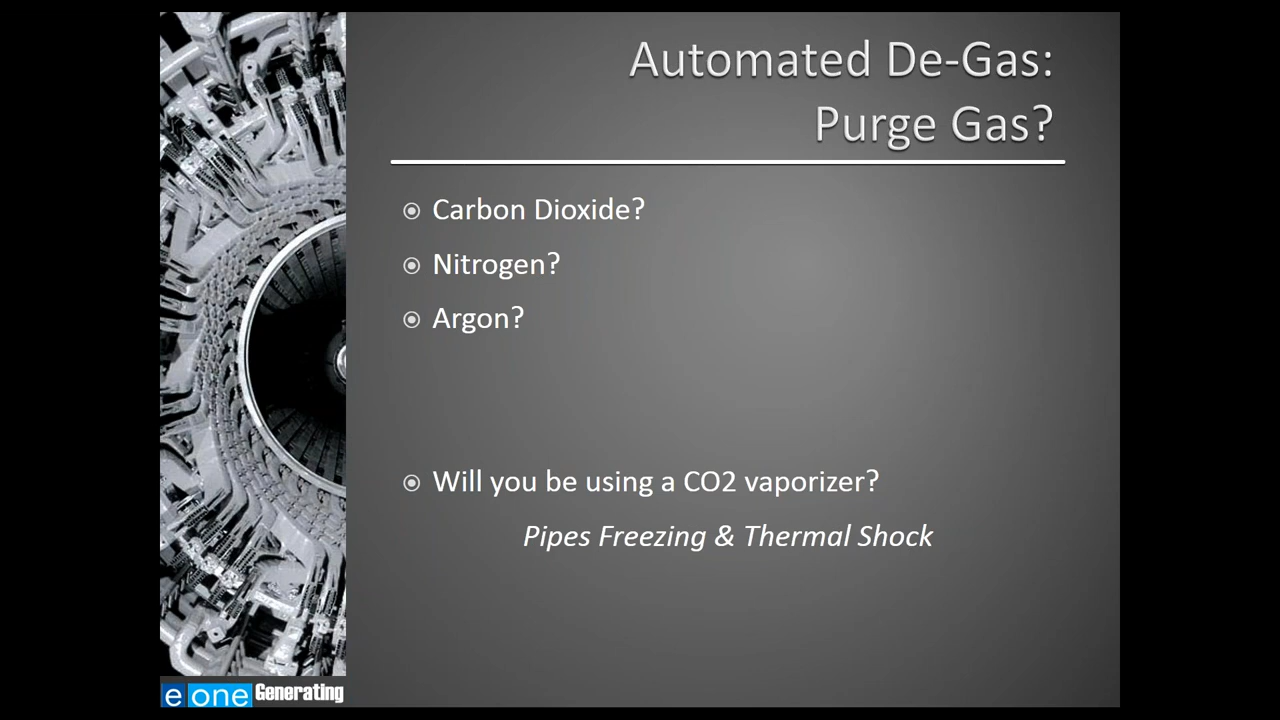 Automated De-Gas:
Purge Gas?
Carbon Dioxide?
Nitrogen?
Argon?
Will you be using a CO2 vaporizer?
Pipes Freezing & Thermal Shock
e one Generating